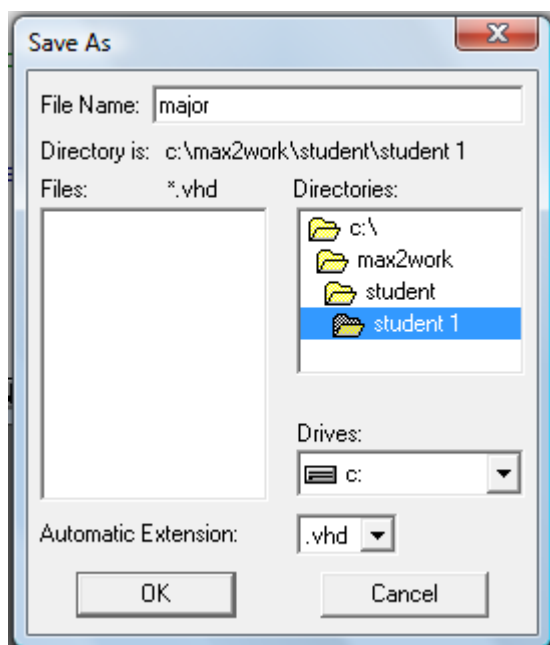 Save As
File Name: major
Directory is: c:\max2work\student\student 1
Files: *.vhd Directories:
c:\
max2work
student
student 1
Drives:
c:
Automatic Extension: .vhd
OK Cancel